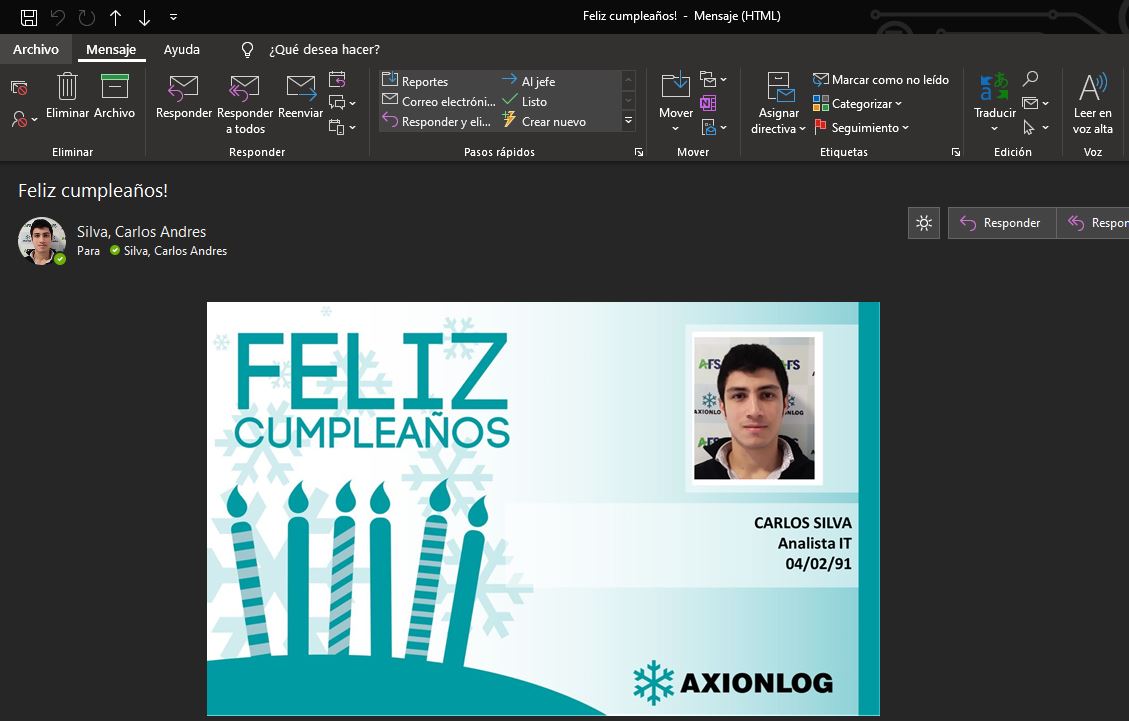 Feliz cumpleaños! - Mensaje (HTML)
Archivo Mensaje Ayuda ¿Qué desea hacer?
Eliminar Archivo
Eliminar
Responder Responder a todos Reenviar
Responder
Reportes Al jefe
Correo electróni... Listo
Responder y eli... Crear nuevo
Pasos rápidos
Mover
Mover
Asignar directiva
Marcar como no leído
Categorizar
Seguimiento
Etiquetas
Traducir
Edición
Leer en voz alta
Voz
Feliz cumpleaños!
Silva, Carlos Andres
Para Silva, Carlos Andres
Responder Respon
FELIZ
CUMPLEAÑOS
AFS FS
AXIONLO ONLOG
CARLOS SILVA
Analista IT
04/02/91
AXIONLOG